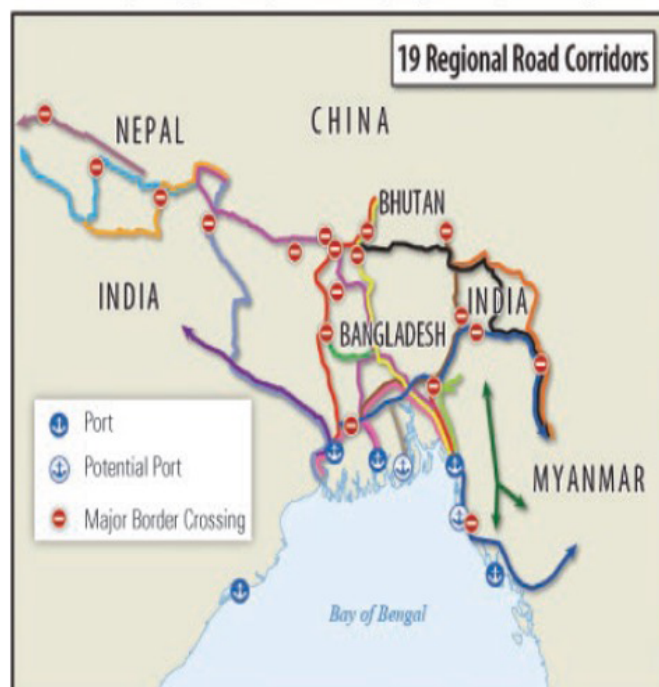 19 Regional Road Corridors
CHINA
NEPAL
BHUTAN
INDIA
INDIA
BANGLADESH
Port
Potential Port
Major Border Crossing
MYANMAR
Bay of Bengal